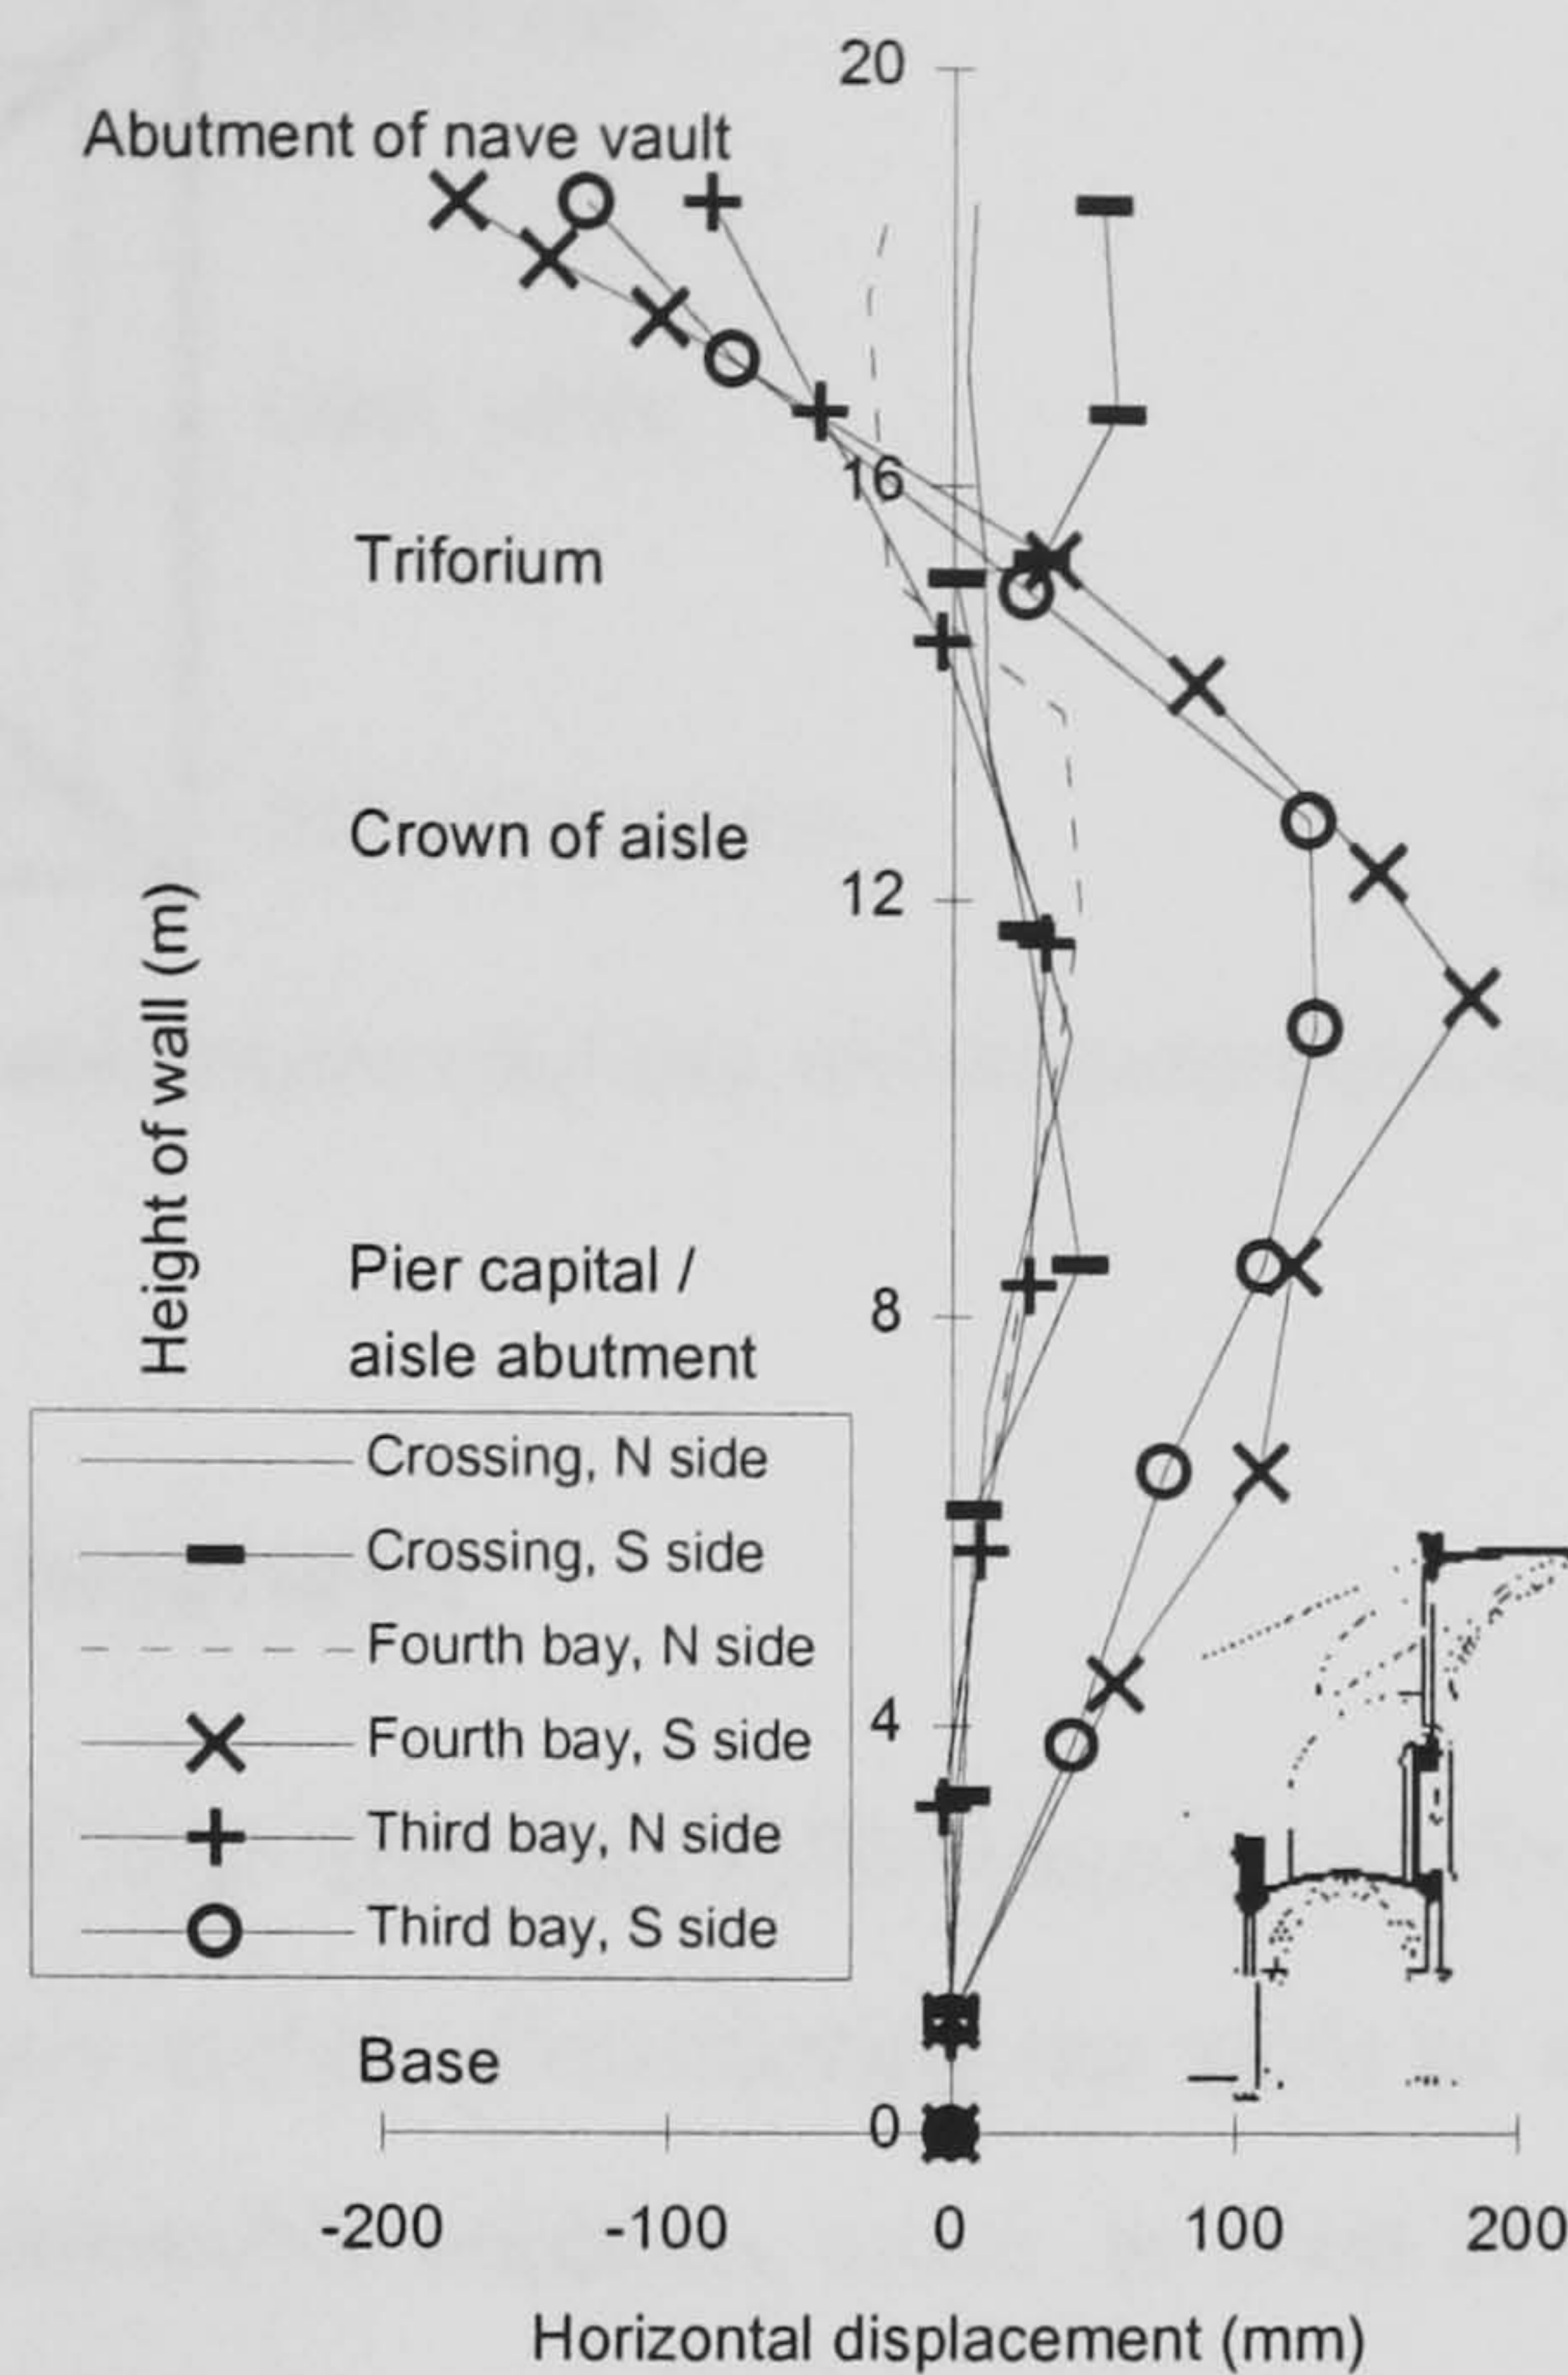 20
Abutment of nave vault
16
Triforium
Crown of aisle
12
Height of wall (m)
Pier capital /
8
aisle abutment
Crossing, N side
Crossing, S side
Fourth bay, N side
Fourth bay, S side
4
Third bay, N side
Third bay, S side
Base
0
-200 -100 0 100 200
Horizontal displacement (mm)